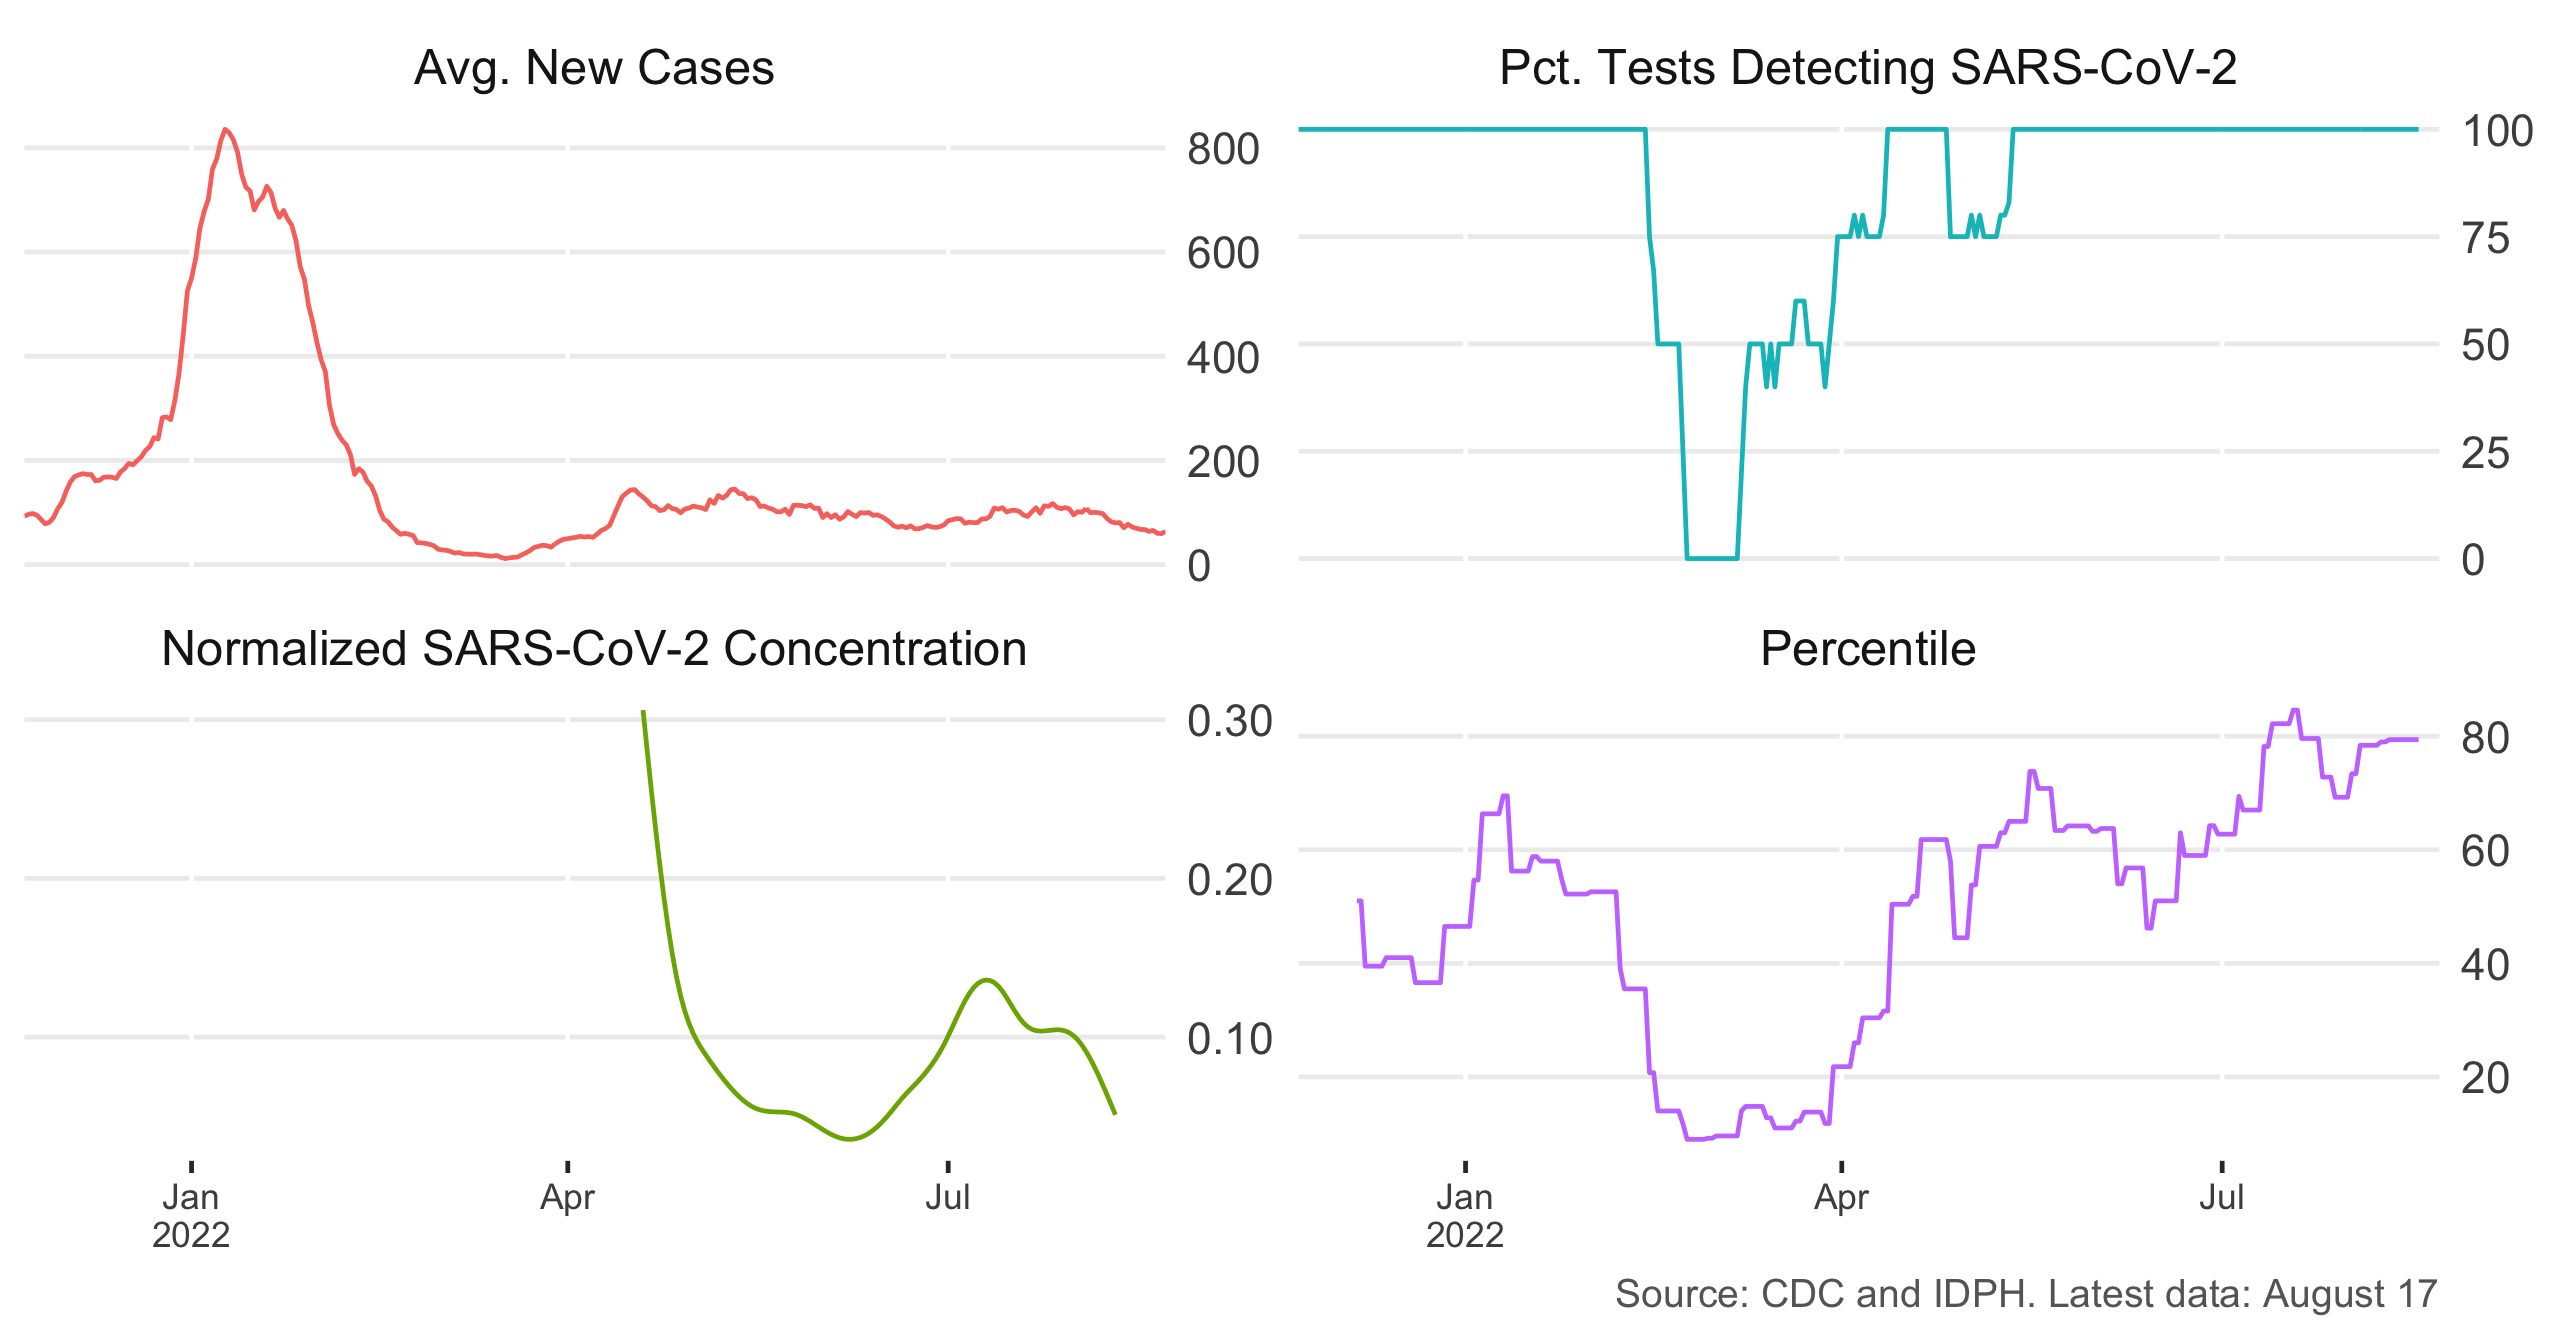 Avg. New Cases
800
600
400
200
0
Pct. Tests Detecting SARS-CoV-2
100
75
50
25
0
Normalized SARS-CoV-2 Concentration
0.30
0.20
0.10
Jan
2022
Apr
Jul
Percentile
80
60
40
20
Jan
2022
Apr
Jul
Source: CDC and IDPH. Latest data: August 17